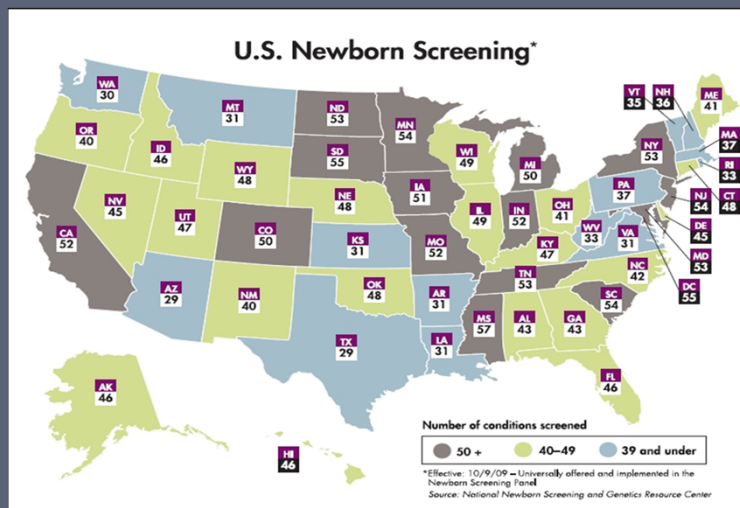 U.S. Newborn Screening*
WA
30
MT
31
ND
53
MN
54
VT
35
NH
36
ME
41
OR
40
ID
46
WY
48
SD
55
WI
49
MI
50
NY
53
MA
37
RI
33
CT
48
NJ
54
DE
45
MD
53
DC
55
NV
45
UT
47
CO
50
NE
48
IA
51
IL
49
IN
52
OH
41
PA
37
CA
52
KS
31
MO
52
KY
47
WV
33
VA
31
AZ
29
NM
40
OK
48
AR
31
TN
53
NC
42
SC
54
TX
29
LA
31
MS
57
AL
43
GA
43
FL
46
AK
46
HI
46
Number of conditions screened
50 + 40–49 39 and under
*Effective: 10/9/09 – Universally offered and implemented in the
Newborn Screening Panel
Source: National Newborn Screening and Genetics Resource Center